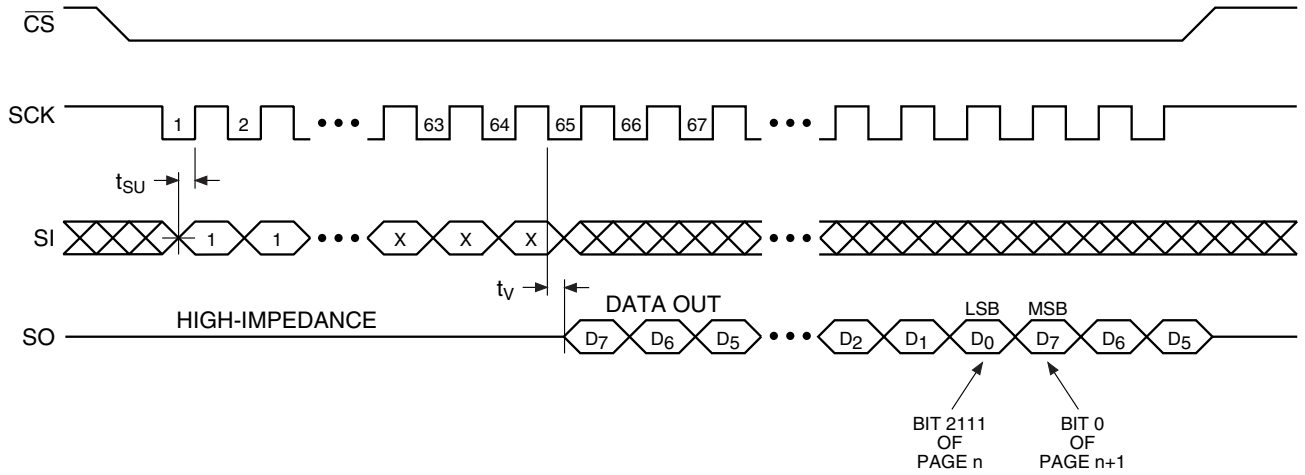 CS
SCK 1 2 ••• 63 64 65 66 67 •••
tSU
SI 1 1 ••• X X X •••
tV
DATA OUT
HIGH-IMPEDANCE
LSB MSB
SO D7 D6 D5 ••• D2 D1 D0 D7 D6 D5
BIT 2111
OF
PAGE n
BIT 0
OF
PAGE n+1